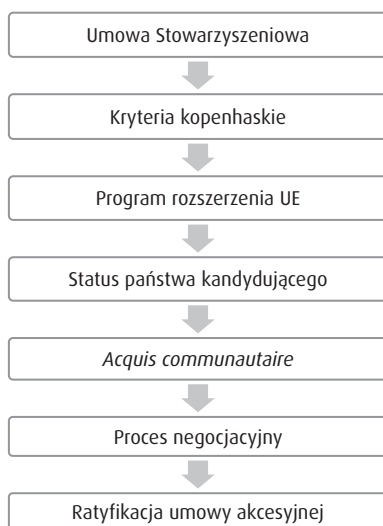 Umowa Stowarzyszeniowa
Kryteria kopenhaskie
Program rozszerzenia UE
Status państwa kandydującego
Acquis communautaire
Proces negocjacyjny
Ratyfikacja umowy akcesyjnej